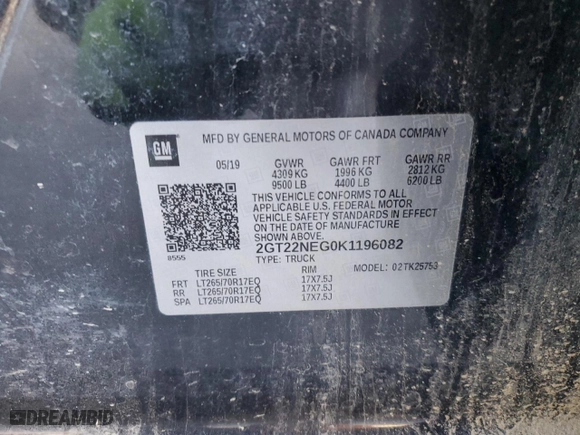 GM
MFD BY GENERAL MOTORS OF CANADA COMPANY
05/19 GVWR GAWR FRT GAWR RR
4309 KG 1996 KG 2812 KG
9500 LB 4400 LB 6200 LB
THIS VEHICLE CONFORMS TO ALL
APPLICABLE U.S. FEDERAL MOTOR
VEHICLE SAFETY STANDARDS IN EFFECT
ON THE DATE OF MANUFACTURE
SHOWN ABOVE.
8555 2GT22NEG0K1196082
TYPE: TRUCK MODEL: 02TK25753
TIRE SIZE RIM
FRT LT265/70R17EQ 17X7.5J
RR LT265/70R17EQ 17X7.5J
SPA LT265/70R17EQ 17X7.5J
DREAMBID